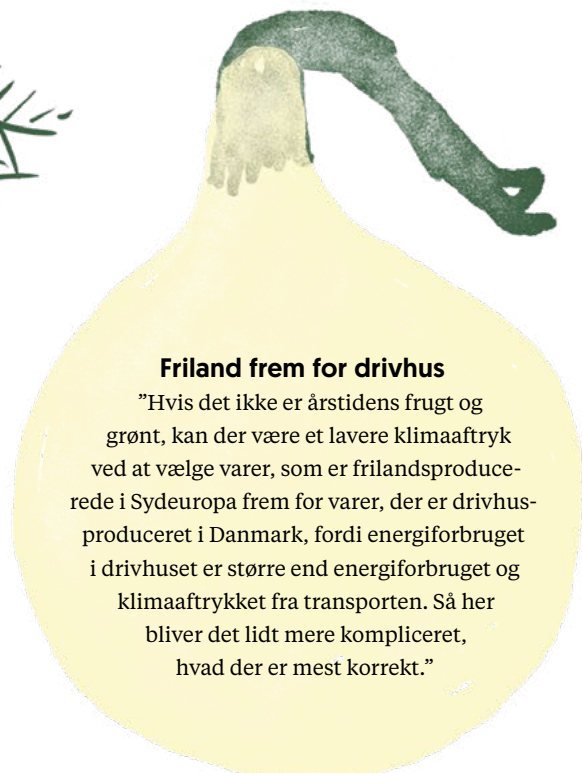 Friland frem for drivhus
”Hvis det ikke er årstidens frugt og
grønt, kan der være et lavere klimaaftryk
ved at vælge varer, som er frilandsproduce-
rede i Sydeuropa frem for varer, der er drivhus-
produceret i Danmark, fordi energiforbruget
i drivhuset er større end energiforbruget og
klimaaftrykket fra transporten. Så her
bliver det lidt mere kompliceret,
hvad der er mest korrekt.”